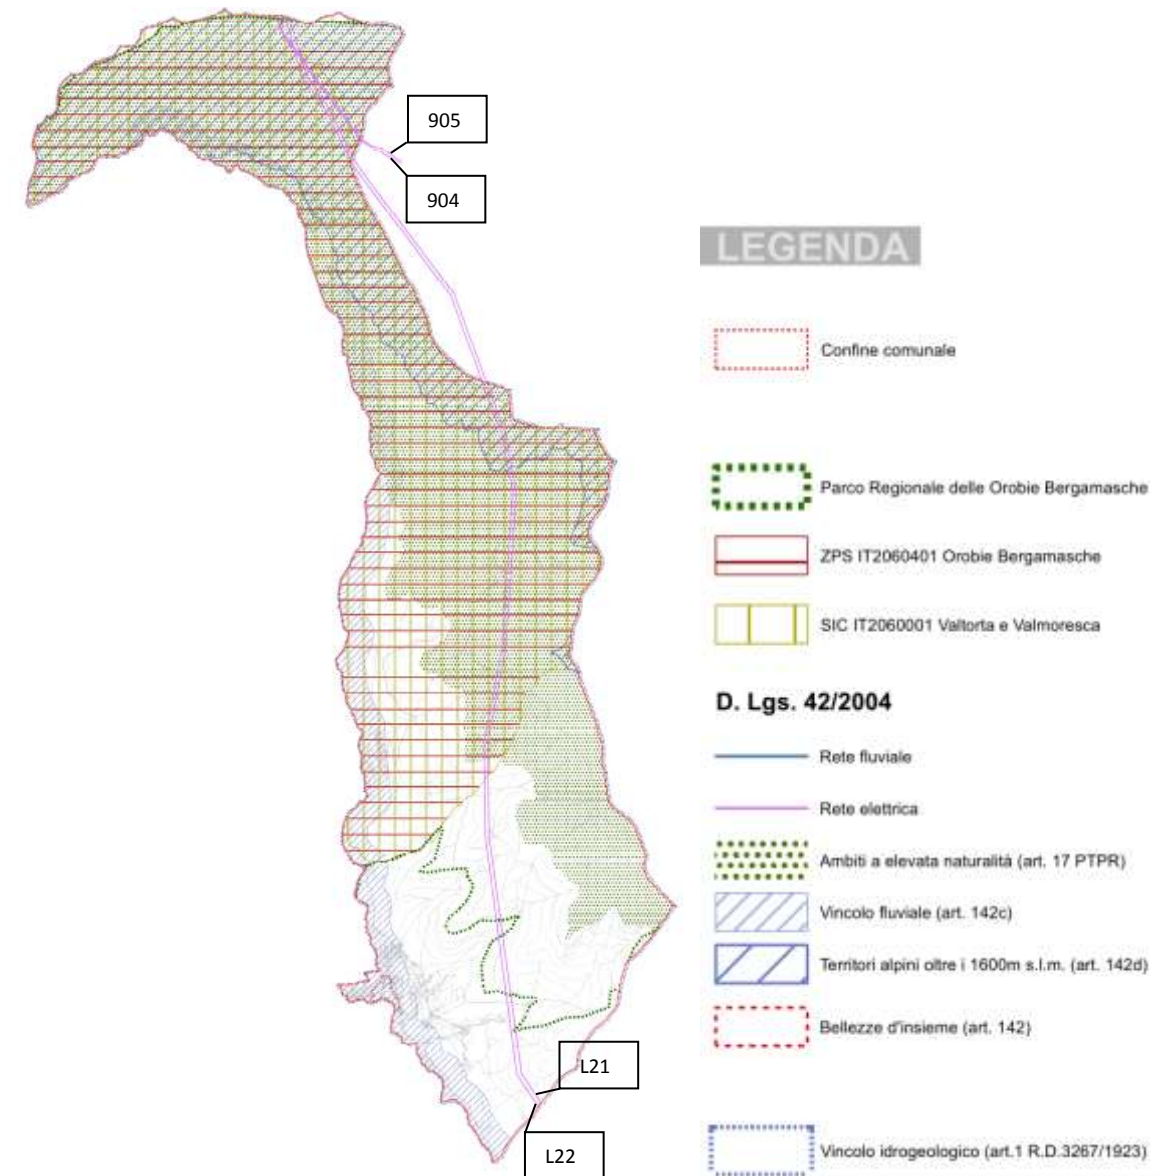 905
904
LEGENDA
Confine comunale
Parco Regionale delle Orobie Bergamasche
ZPS IT2060401 Orobie Bergamasche
SIC IT2060001 Valtorta e Valmoresca
D. Lgs. 42/2004
Rete fluviale
Rete elettrica
Ambiti a elevata naturalità (art. 17 PTPR)
Vincolo fluviale (art. 142c)
Territori alpini oltre i 1600m s.l.m. (art. 142d)
Bellezze d'insieme (art. 142)
L21
L22
Vincolo idrogeologico (art.1 R.D.3267/1923)